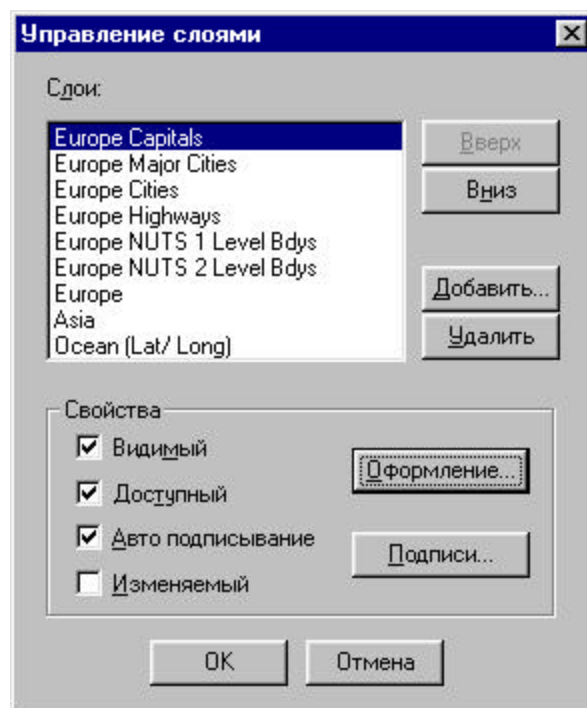 Управление слоями
Слои:
Europe Capitals
Europe Major Cities
Europe Cities
Europe Highways
Europe NUTS 1 Level Bdys
Europe NUTS 2 Level Bdys
Europe
Asia
Ocean (Lat/ Long)
Вверх
Вниз
Добавить...
Удалить
Свойства
Видимый
Доступный
Авто подписывание
Изменяемый
Оформление...
Подписи...
OK
Отмена